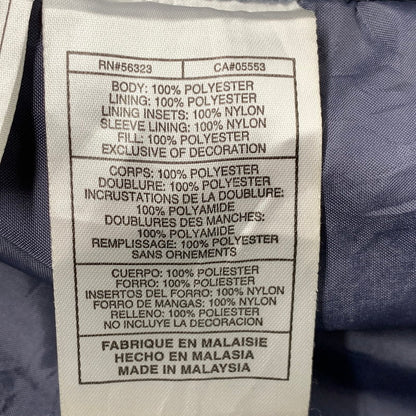 RN#56323 CA#05553
BODY: 100% POLYESTER
LINING: 100% POLYESTER
LINING INSETS: 100% NYLON
SLEEVE LINING: 100% NYLON
FILL: 100% POLYESTER
EXCLUSIVE OF DECORATION
CORPS: 100% POLYESTER
DOUBLURE: 100% POLYESTER
INCRUSTATIONS DE LA DOUBLURE:
100% POLYAMIDE
DOUBLURES DES MANCHES:
100% POLYAMIDE
REMPLISSAGE: 100% POLYESTER
SANS ORNEMENTS
CUERPO: 100% POLIESTER
FORRO: 100% POLIESTER
INSERTOS DEL FORRO: 100% NYLON
FORRO DE MANGAS: 100% NYLON
RELLENO: 100% POLIESTER
NO INCLUYE LA DECORACION
FABRIQUE EN MALAISIE
HECHO EN MALASIA
MADE IN MALAYSIA